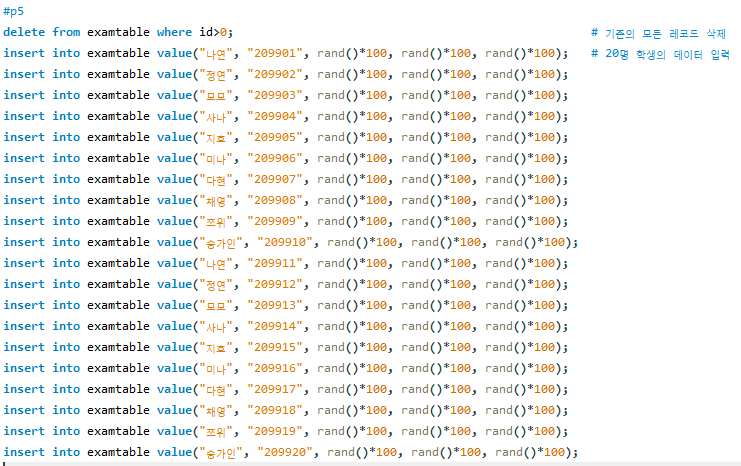 #p5
delete from examtable where id>0; # 기존의 모든 레코드 삭제
insert into examtable value("나연", "209901", rand()*100, rand()*100, rand()*100); # 20명 학생의 데이터 입력
insert into examtable value("정연", "209902", rand()*100, rand()*100, rand()*100);
insert into examtable value("모모", "209903", rand()*100, rand()*100, rand()*100);
insert into examtable value("사나", "209904", rand()*100, rand()*100, rand()*100);
insert into examtable value("지효", "209905", rand()*100, rand()*100, rand()*100);
insert into examtable value("미나", "209906", rand()*100, rand()*100, rand()*100);
insert into examtable value("다현", "209907", rand()*100, rand()*100, rand()*100);
insert into examtable value("채영", "209908", rand()*100, rand()*100, rand()*100);
insert into examtable value("쯔위", "209909", rand()*100, rand()*100, rand()*100);
insert into examtable value("송가인", "209910", rand()*100, rand()*100, rand()*100);
insert into examtable value("나연", "209911", rand()*100, rand()*100, rand()*100);
insert into examtable value("정연", "209912", rand()*100, rand()*100, rand()*100);
insert into examtable value("모모", "209913", rand()*100, rand()*100, rand()*100);
insert into examtable value("사나", "209914", rand()*100, rand()*100, rand()*100);
insert into examtable value("지효", "209915", rand()*100, rand()*100, rand()*100);
insert into examtable value("미나", "209916", rand()*100, rand()*100, rand()*100);
insert into examtable value("다현", "209917", rand()*100, rand()*100, rand()*100);
insert into examtable value("채영", "209918", rand()*100, rand()*100, rand()*100);
insert into examtable value("쯔위", "209919", rand()*100, rand()*100, rand()*100);
insert into examtable value("송가인", "209920", rand()*100, rand()*100, rand()*100);